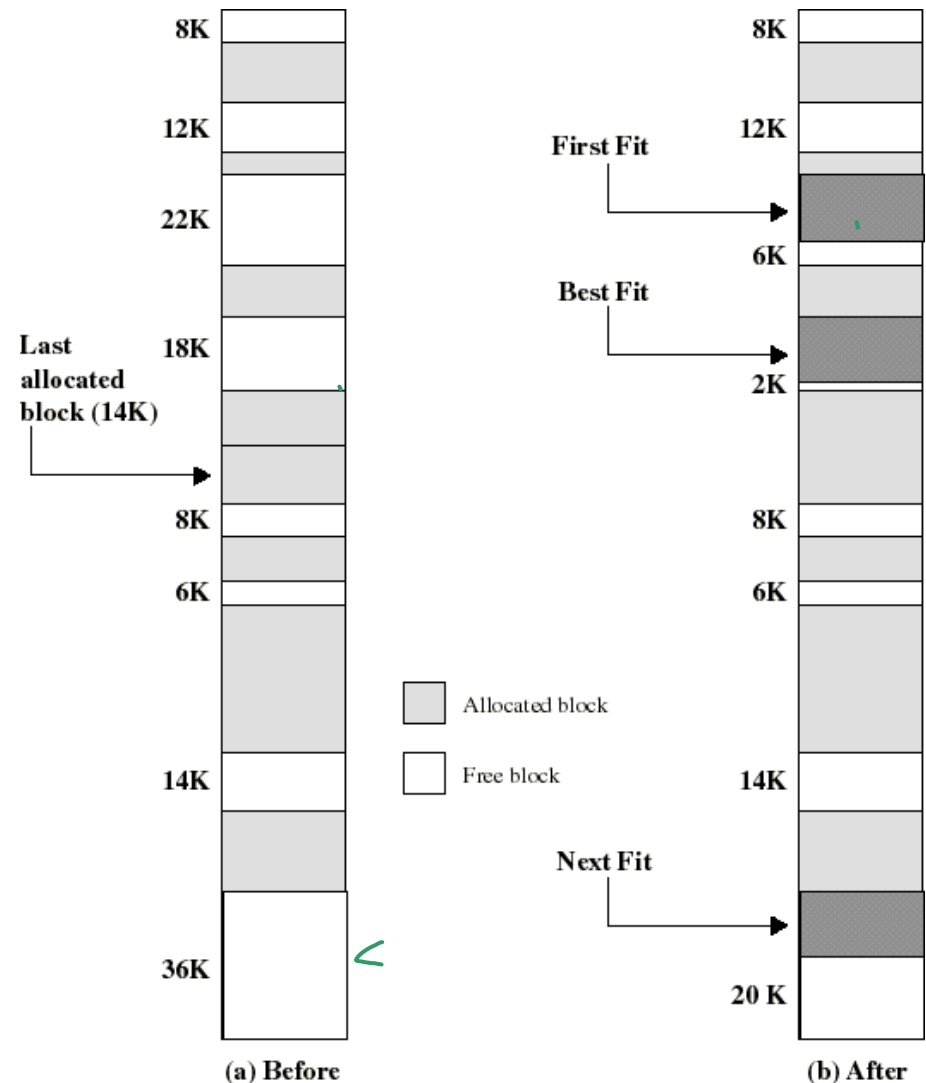 8K
12K
22K
18K
Last
allocated
block (14K)
8K
6K
14K
36K
(a) Before
Allocated block
Free block
8K
12K
First Fit
6K
Best Fit
2K
8K
6K
14K
Next Fit
20 K
(b) After